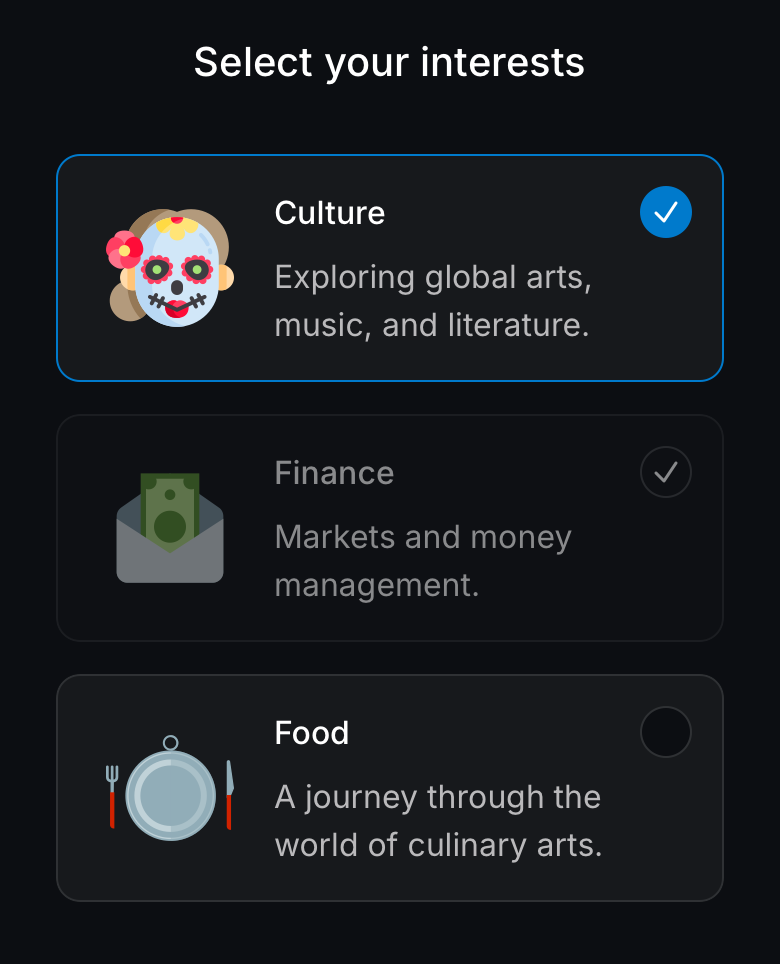 Select your interests
Culture
Exploring global arts,
music, and literature.
Finance
Markets and money
management.
Food
A journey through the
world of culinary arts.